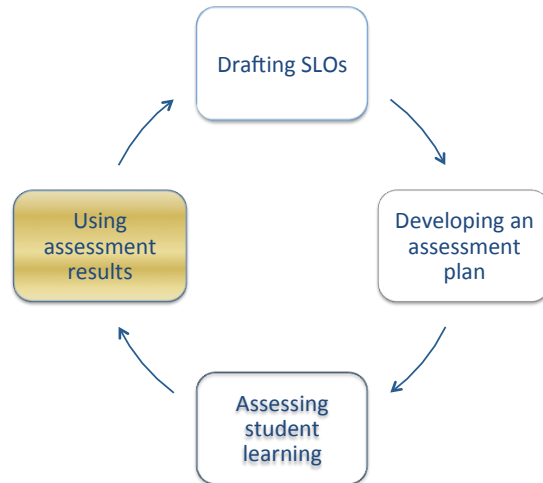 Drafting SLOs
Developing an
assessment
plan
Assessing
student
learning
Using
assessment
results